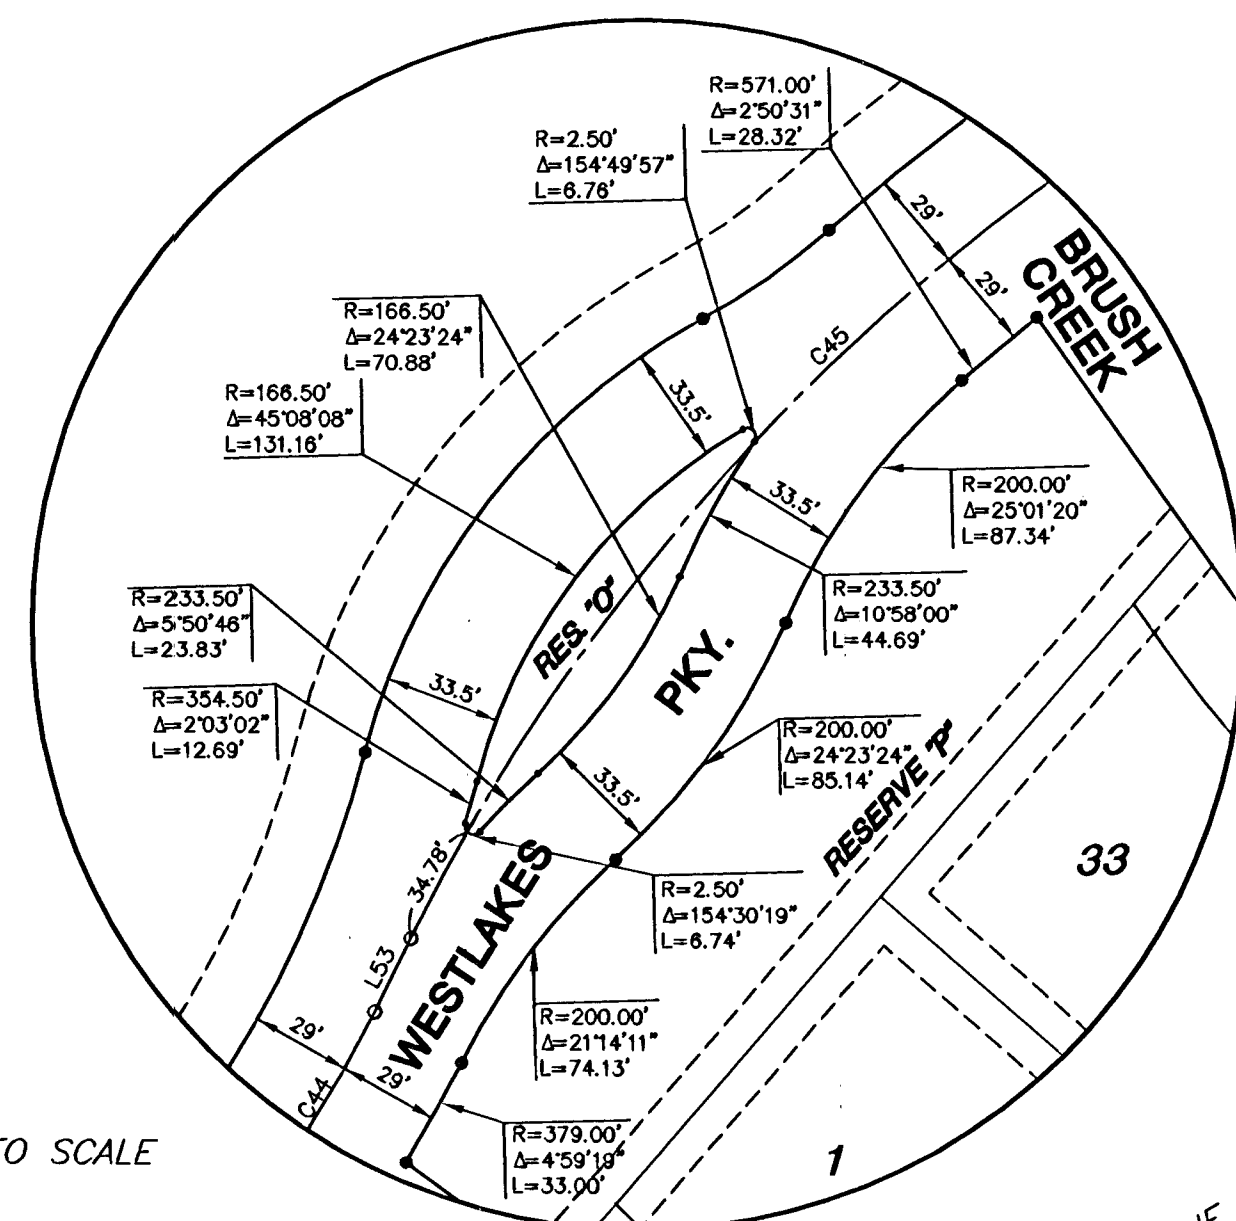 R=571.00'
Δ=2°50'31"
L=28.32'
R=2.50'
Δ=154°49'57"
L=6.76'
29'
29'
BRUSH
CREEK
R=166.50'
Δ=24°23'24"
L=70.88'
C45
33.5'
R=166.50'
Δ=45°08'08"
L=131.16'
33.5'
R=200.00'
Δ=25°01'20"
L=87.34'
R=233.50'
Δ=5°50'46"
L=23.83'
RES. "O"
R=233.50'
Δ=10°58'00"
L=44.69'
PKY.
33.5'
R=354.50'
Δ=2°03'02"
L=12.69'
R=200.00'
Δ=24°23'24"
L=85.14'
33.5'
RESERVE "P"
33
34.78'
WESTLAKES
R=2.50'
Δ=154°30'19"
L=6.74'
L53
R=200.00'
Δ=21°14'11"
L=74.13'
29'
29'
C44
R=379.00'
Δ=4°59'19"
L=33.00'
TO SCALE
1